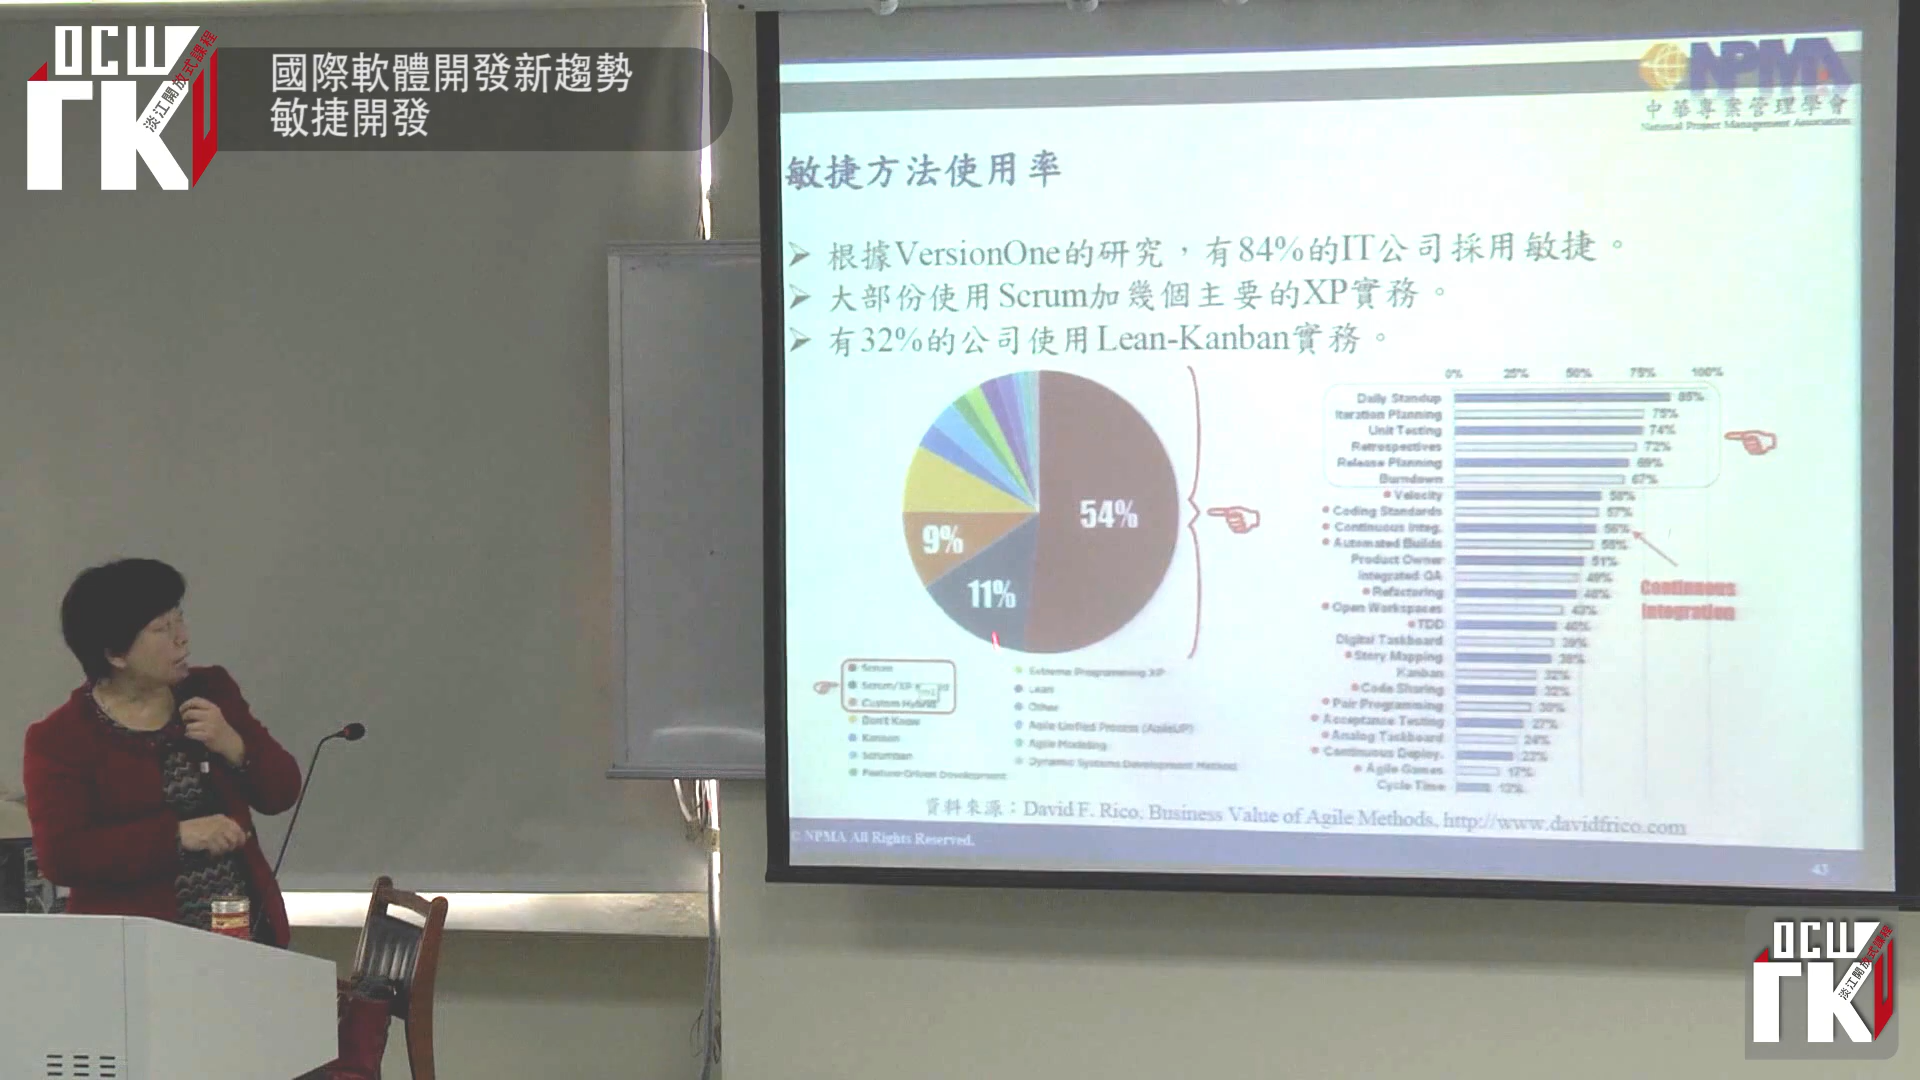 OCW
TKU
淡江開放式課程
國際軟體開發新趨勢
敏捷開發
NPMA
中華專案管理學會
National Project Management Association
敏捷方法使用率
根據VersionOne的研究，有84%的IT公司採用敏捷。
大部份使用Scrum加幾個主要的XP實務。
有32%的公司使用Lean-Kanban實務。
54%
9%
11%
Scrum
Custom Hybrid
Don't Know
Kanban
Scrumban
Feature-Driven Development
Extreme Programming XP
Lean
Other
Agile Unified Process (AgileUP)
Agile Modeling
Dynamic Systems Development Method
0% 25% 50% 75% 100%
Daily Standup 85%
Iteration Planning 75%
Unit Testing 74%
Retrospectives 72%
Release Planning 69%
Burndown 67%
Velocity 58%
Coding Standards 57%
Continuous Integ. 56%
Automated Builds 55%
Product Owner 51%
Integrated QA 49%
Refactoring 48%
Open Workspaces 43%
TDD 40%
Digital Taskboard 39%
Story Mapping 38%
Kanban 32%
Code Sharing 32%
Pair Programming 30%
Acceptance Testing 27%
Analog Taskboard 24%
Continuous Deploy. 23%
Agile Games 17%
Cycle Time 12%
Continuous
Integration
資料來源：David F. Rico. Business Value of Agile Methods, http://www.davidfrico.com
© NPMA All Rights Reserved.
43
OCW
TKU
淡江開放式課程